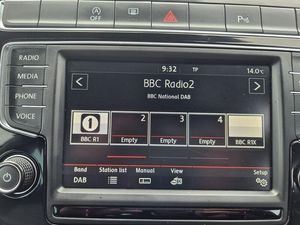 RADIO
MEDIA
PHONE
VOICE
9:32 TP 14.0°C
BBC Radio2
BBC National DAB
1 2 3 4
BBC R1 Empty Empty Empty BBC R1X
Band Station list Manual View Setup
DAB